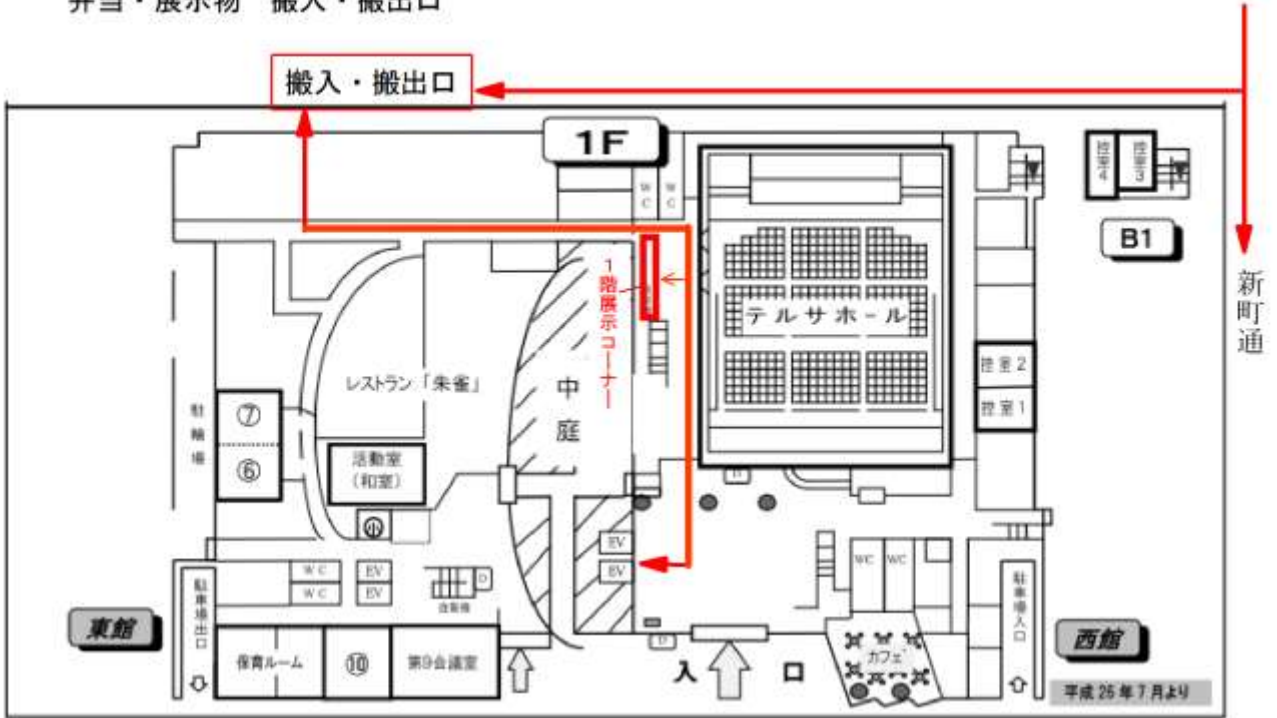 弁当・展示物 搬入・搬出口
搬入・搬出口
1F
WC
WC
控室4
控室3
B1
新町通
1階展示コーナー
テルサホール
中庭
レストラン「朱雀」
控室2
控室1
駐輪場
⑦
⑥
活動室
(和室)
小
EV
EV
WC
WC
EV
EV
D
自販機
D
D
WC
WC
駐車場出口
駐車場入口
東館
西館
保育ルーム
⑩
第9会議室
入口
カフェ
平成26年7月より